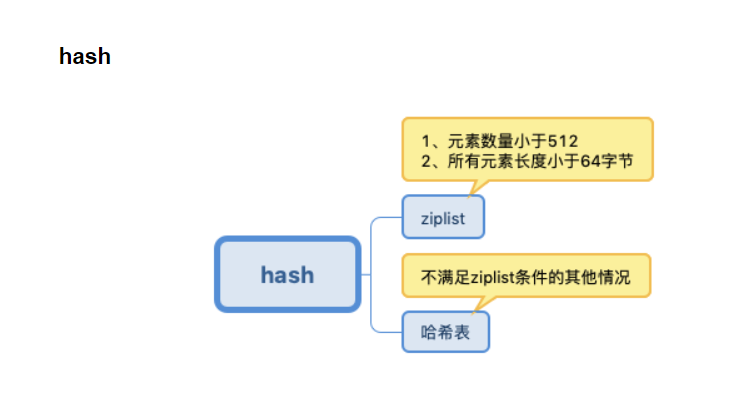 hash
1、元素数量小于512
2、所有元素长度小于64字节
ziplist
hash
不满足ziplist条件的其他情况
哈希表